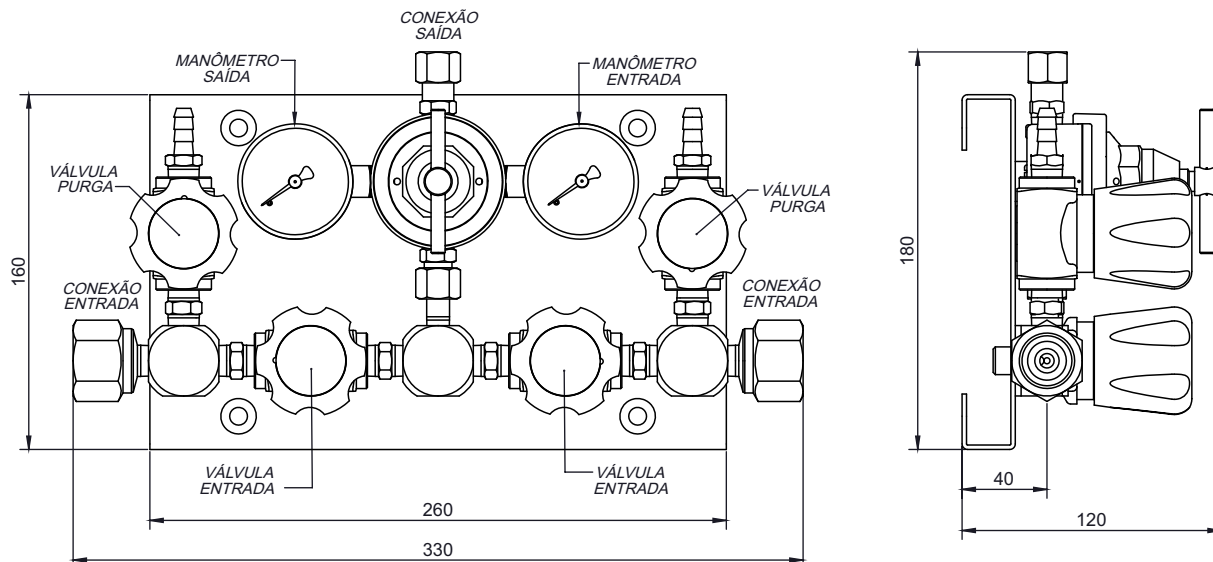 CONEXÃO
SAÍDA
MANÔMETRO
SAÍDA
MANÔMETRO
ENTRADA
VÁLVULA
PURGA
VÁLVULA
PURGA
160
180
CONEXÃO
ENTRADA
CONEXÃO
ENTRADA
VÁLVULA
ENTRADA
VÁLVULA
ENTRADA
40
260
120
330